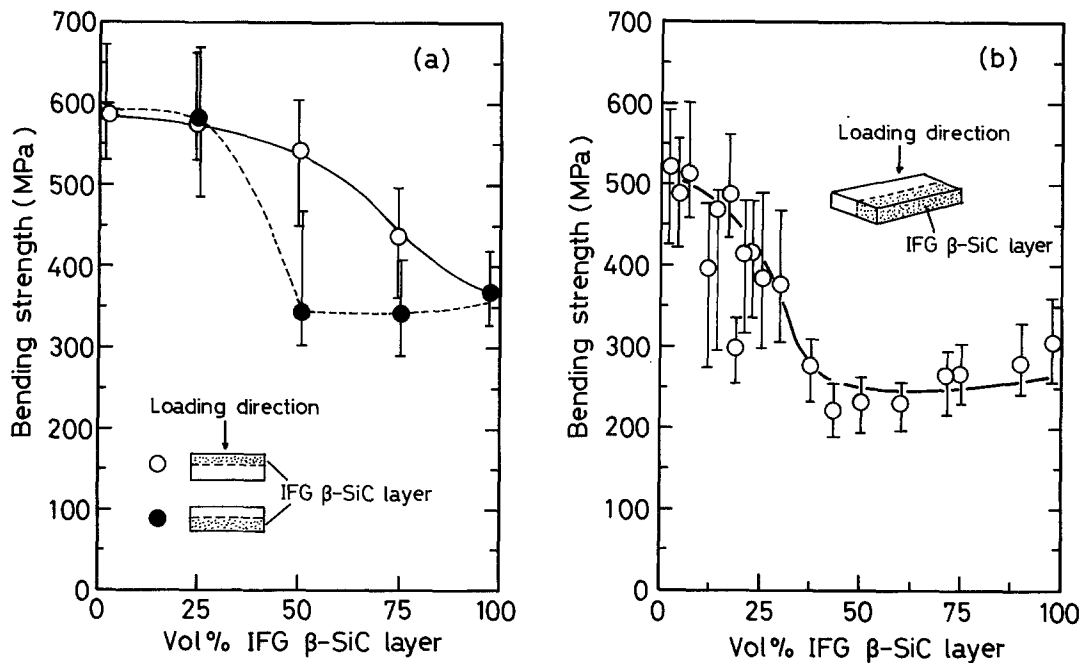 700
600
500
400
300
200
100
0
Bending strength (MPa)
(a)
Loading direction
IFG β-SiC layer
0 25 50 75 100
Vol% IFG β-SiC layer
700
600
500
400
300
200
100
0
Bending strength (MPa)
(b)
Loading direction
IFG β-SiC layer
0 25 50 75 100
Vol% IFG β-SiC layer